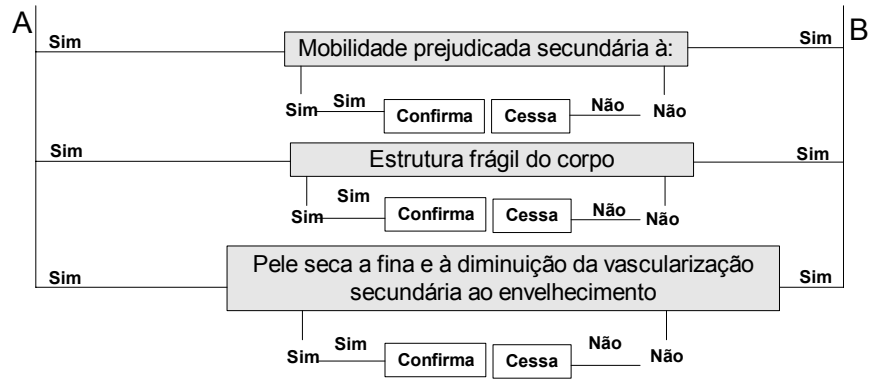 A
B
Sim
Mobilidade prejudicada secundária à:
Sim
Sim Sim Confirma Cessa Não Não
Sim
Estrutura frágil do corpo
Sim
Sim Sim Confirma Cessa Não Não
Sim
Pele seca a fina e à diminuição da vascularização
secundária ao envelhecimento
Sim
Sim Sim Confirma Cessa Não Não